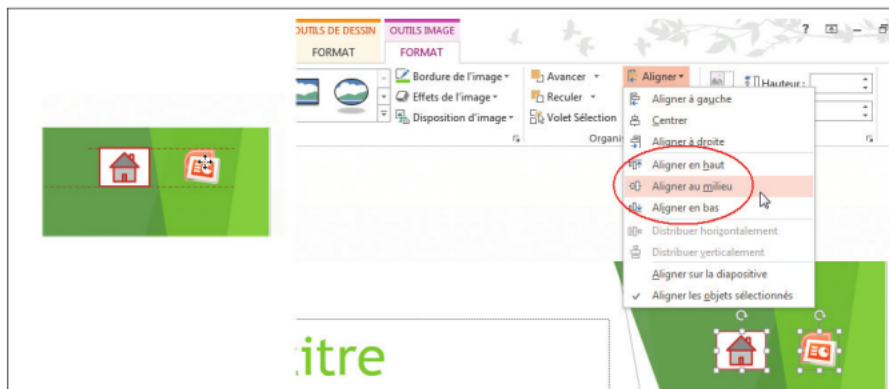 OUTILS DE DESSIN OUTILS IMAGE ?
FORMAT FORMAT
Bordure de l'image Avancer Aligner Hauteur :
Effets de l'image Reculer
Disposition d'image Volet Sélection
Organis
Aligner à gauche
Centrer
Aligner à droite
Aligner en haut
Aligner au milieu
Aligner en bas
Distribuer horizontalement
Distribuer verticalement
Aligner sur la diapositive
Aligner les objets sélectionnés
itre